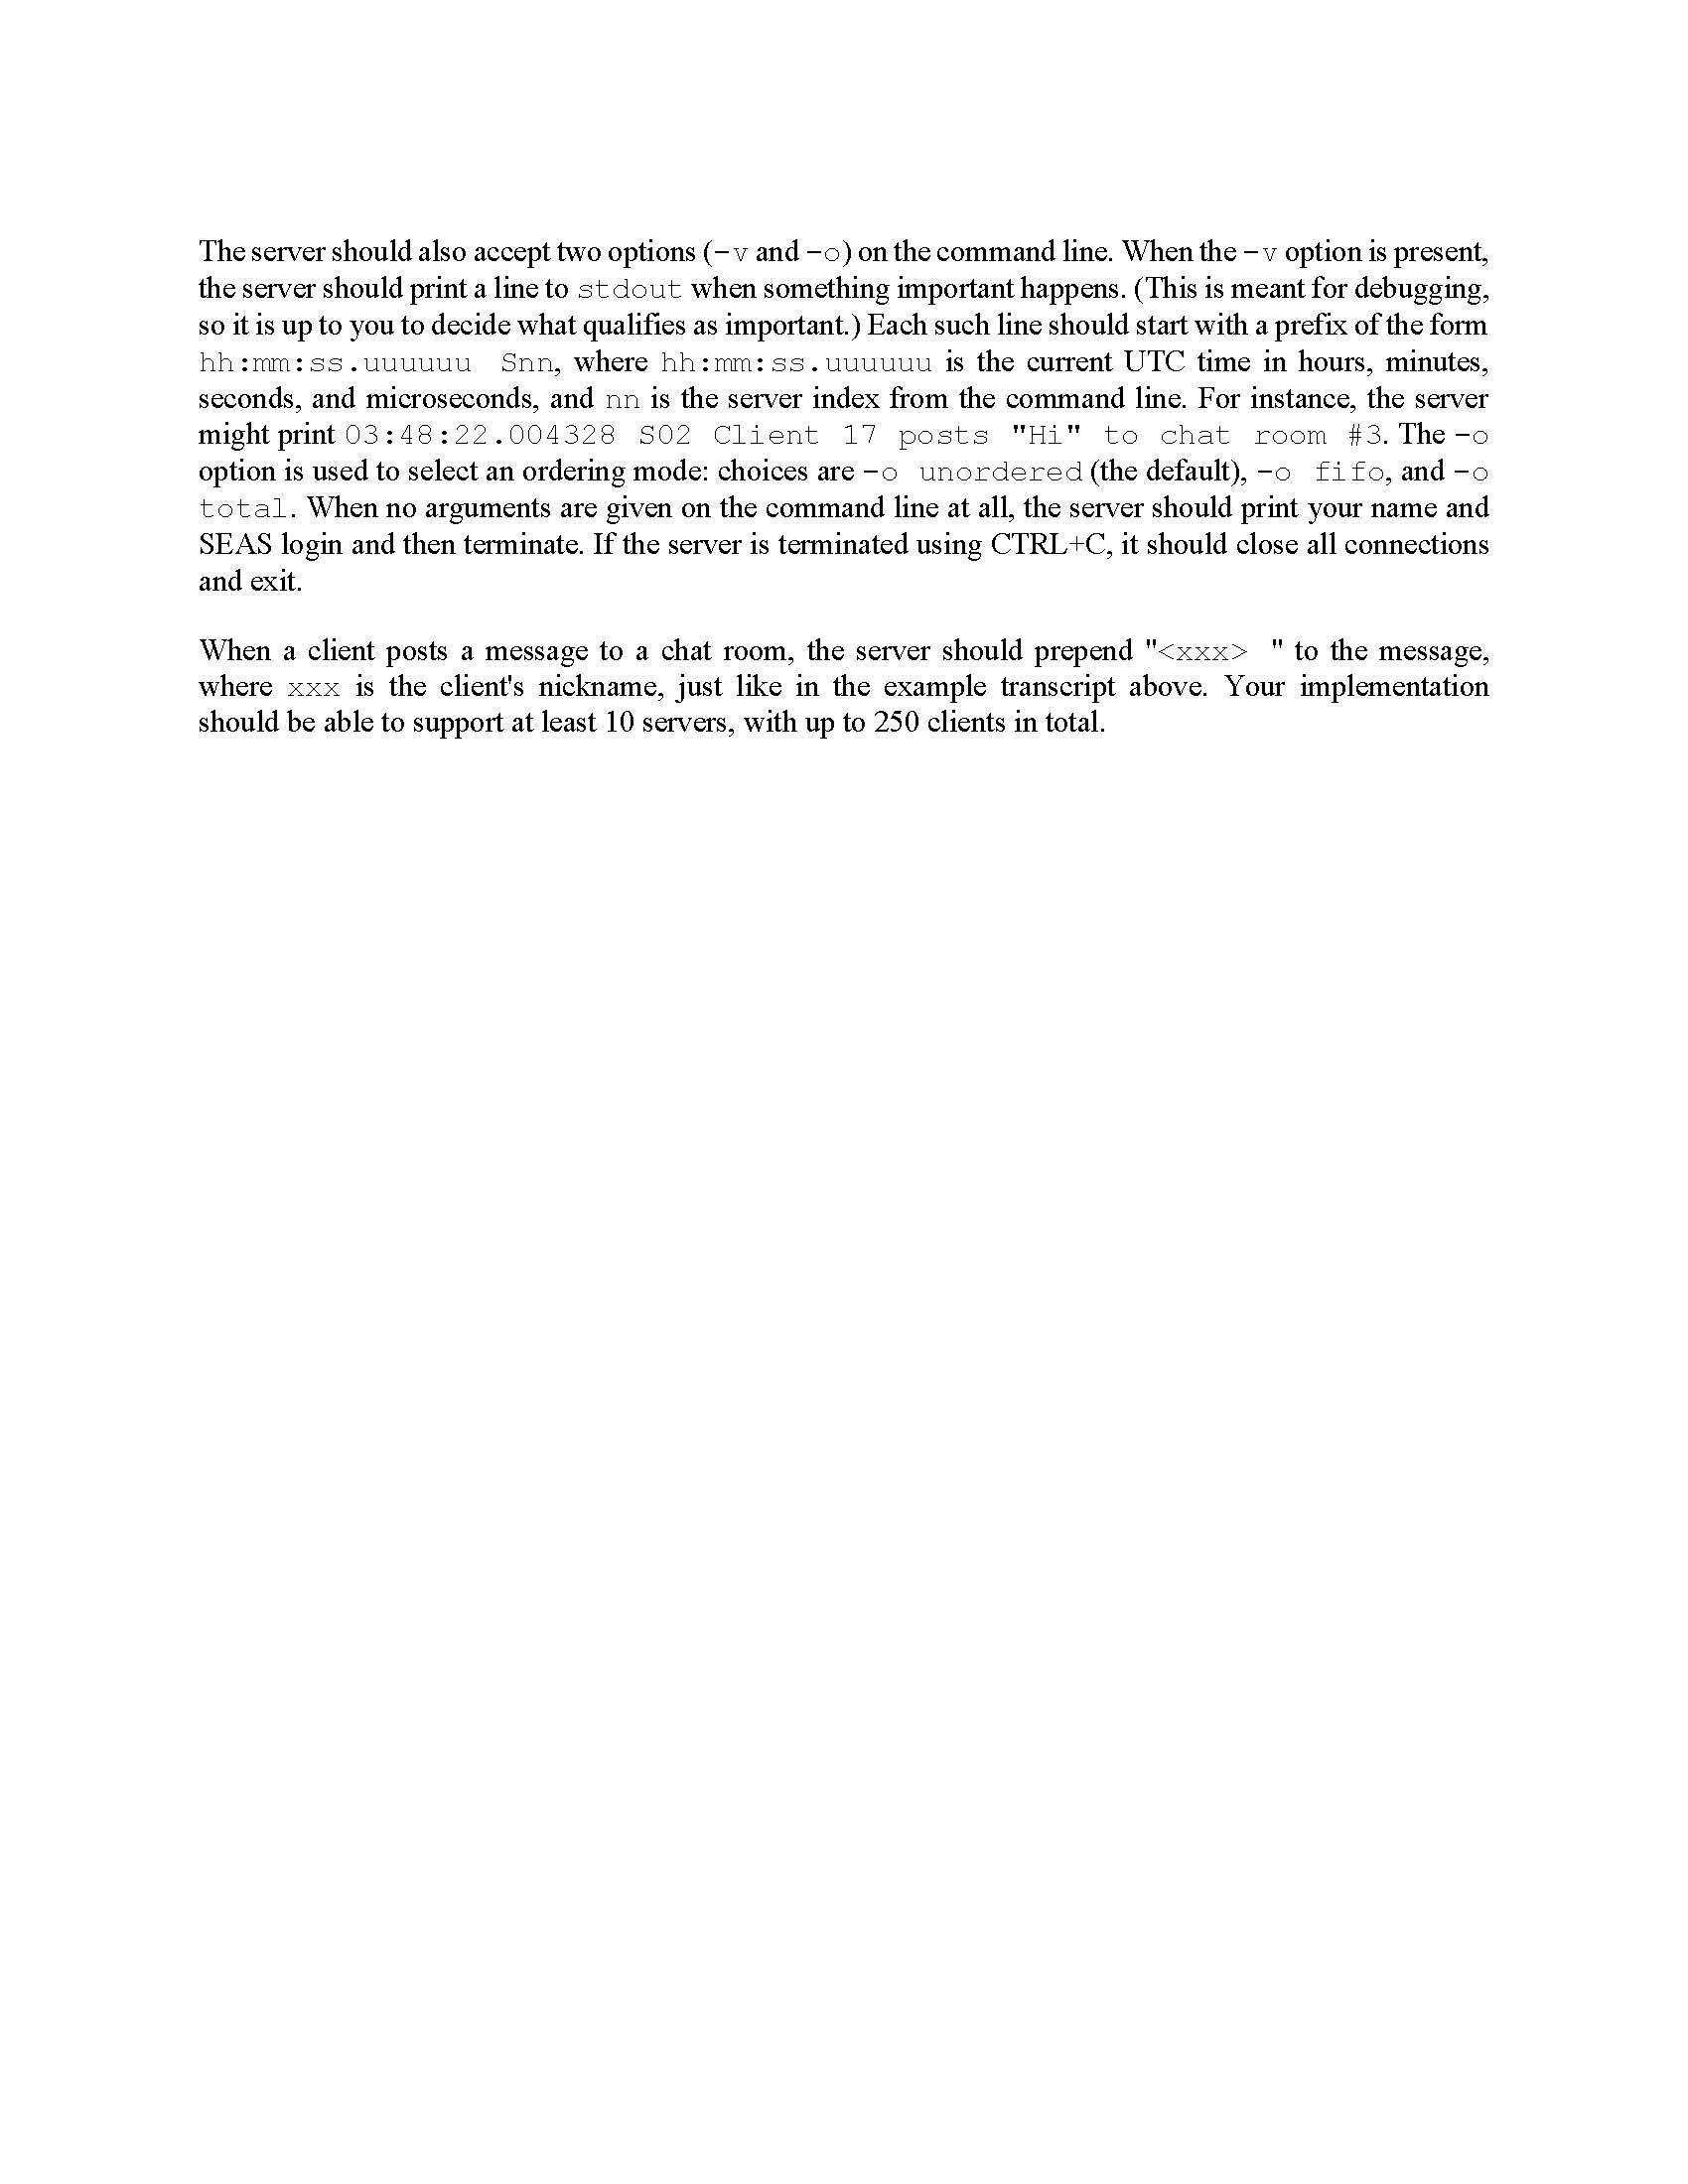 The server should also accept two options (-v and -o) on the command line. When the -v option is present,
the server should print a line to stdout when something important happens. (This is meant for debugging,
so it is up to you to decide what qualifies as important.) Each such line should start with a prefix of the form
hh:mm:ss.uuuuuu Snn, where hh:mm:ss.uuuuuu is the current UTC time in hours, minutes,
seconds, and microseconds, and nn is the server index from the command line. For instance, the server
might print 03:48:22.004328 S02 Client 17 posts "Hi" to chat room #3. The -o
option is used to select an ordering mode: choices are -o unordered (the default), -o fifo, and -o
total. When no arguments are given on the command line at all, the server should print your name and
SEAS login and then terminate. If the server is terminated using CTRL+C, it should close all connections
and exit.
When a client posts a message to a chat room, the server should prepend "<xxx> " to the message,
where xxx is the client's nickname, just like in the example transcript above. Your implementation
should be able to support at least 10 servers, with up to 250 clients in total.